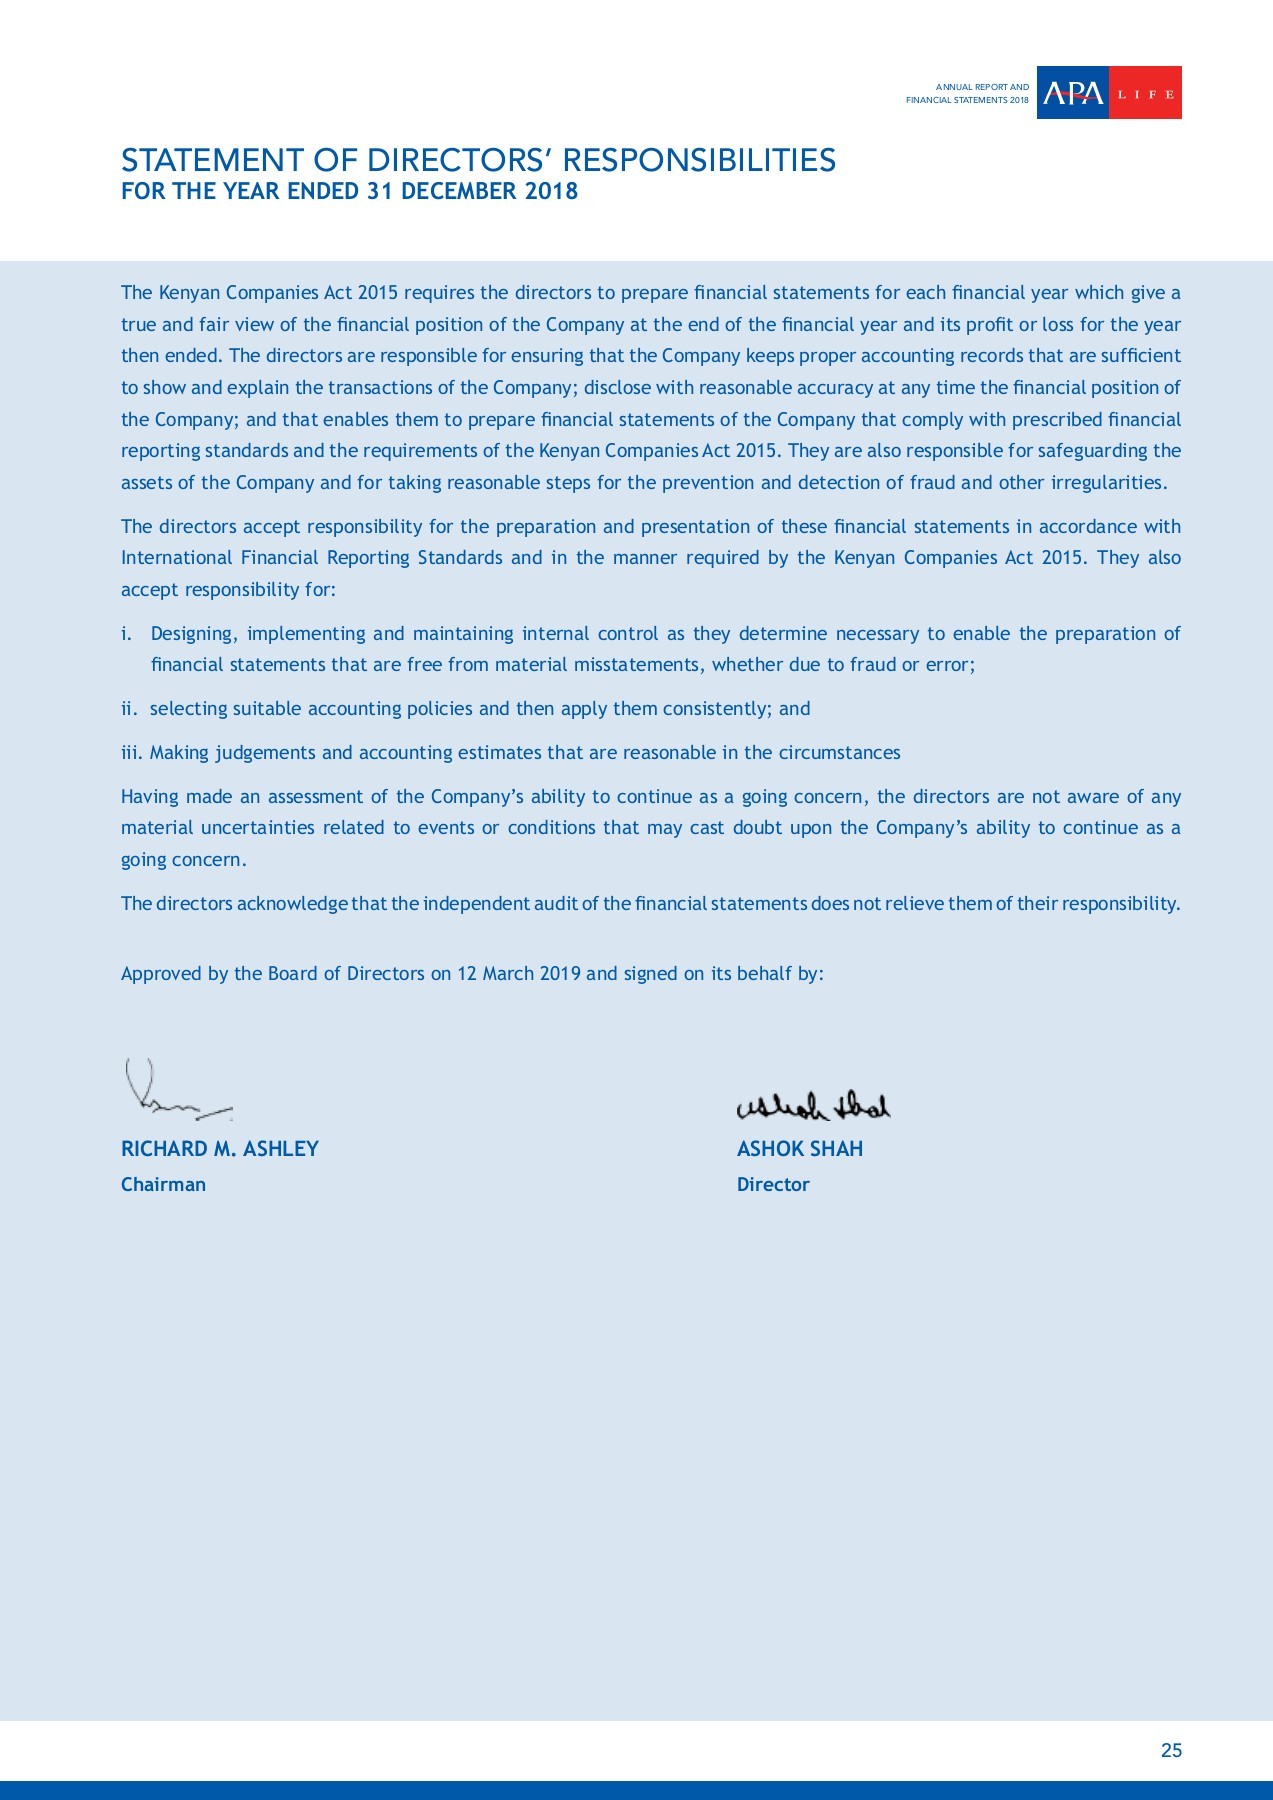 ANNUAL REPORT AND
FINANCIAL STATEMENTS 2018
APA LIFE
STATEMENT OF DIRECTORS’ RESPONSIBILITIES
FOR THE YEAR ENDED 31 DECEMBER 2018
The Kenyan Companies Act 2015 requires the directors to prepare financial statements for each financial year which give a
true and fair view of the financial position of the Company at the end of the financial year and its profit or loss for the year
then ended. The directors are responsible for ensuring that the Company keeps proper accounting records that are sufficient
to show and explain the transactions of the Company; disclose with reasonable accuracy at any time the financial position of
the Company; and that enables them to prepare financial statements of the Company that comply with prescribed financial
reporting standards and the requirements of the Kenyan Companies Act 2015. They are also responsible for safeguarding the
assets of the Company and for taking reasonable steps for the prevention and detection of fraud and other irregularities.
The directors accept responsibility for the preparation and presentation of these financial statements in accordance with
International Financial Reporting Standards and in the manner required by the Kenyan Companies Act 2015. They also
accept responsibility for:
i. Designing, implementing and maintaining internal control as they determine necessary to enable the preparation of
financial statements that are free from material misstatements, whether due to fraud or error;
ii. selecting suitable accounting policies and then apply them consistently; and
iii. Making judgements and accounting estimates that are reasonable in the circumstances
Having made an assessment of the Company’s ability to continue as a going concern, the directors are not aware of any
material uncertainties related to events or conditions that may cast doubt upon the Company’s ability to continue as a
going concern.
The directors acknowledge that the independent audit of the financial statements does not relieve them of their responsibility.
Approved by the Board of Directors on 12 March 2019 and signed on its behalf by:
ashok shah
RICHARD M. ASHLEY
ASHOK SHAH
Chairman
Director
25